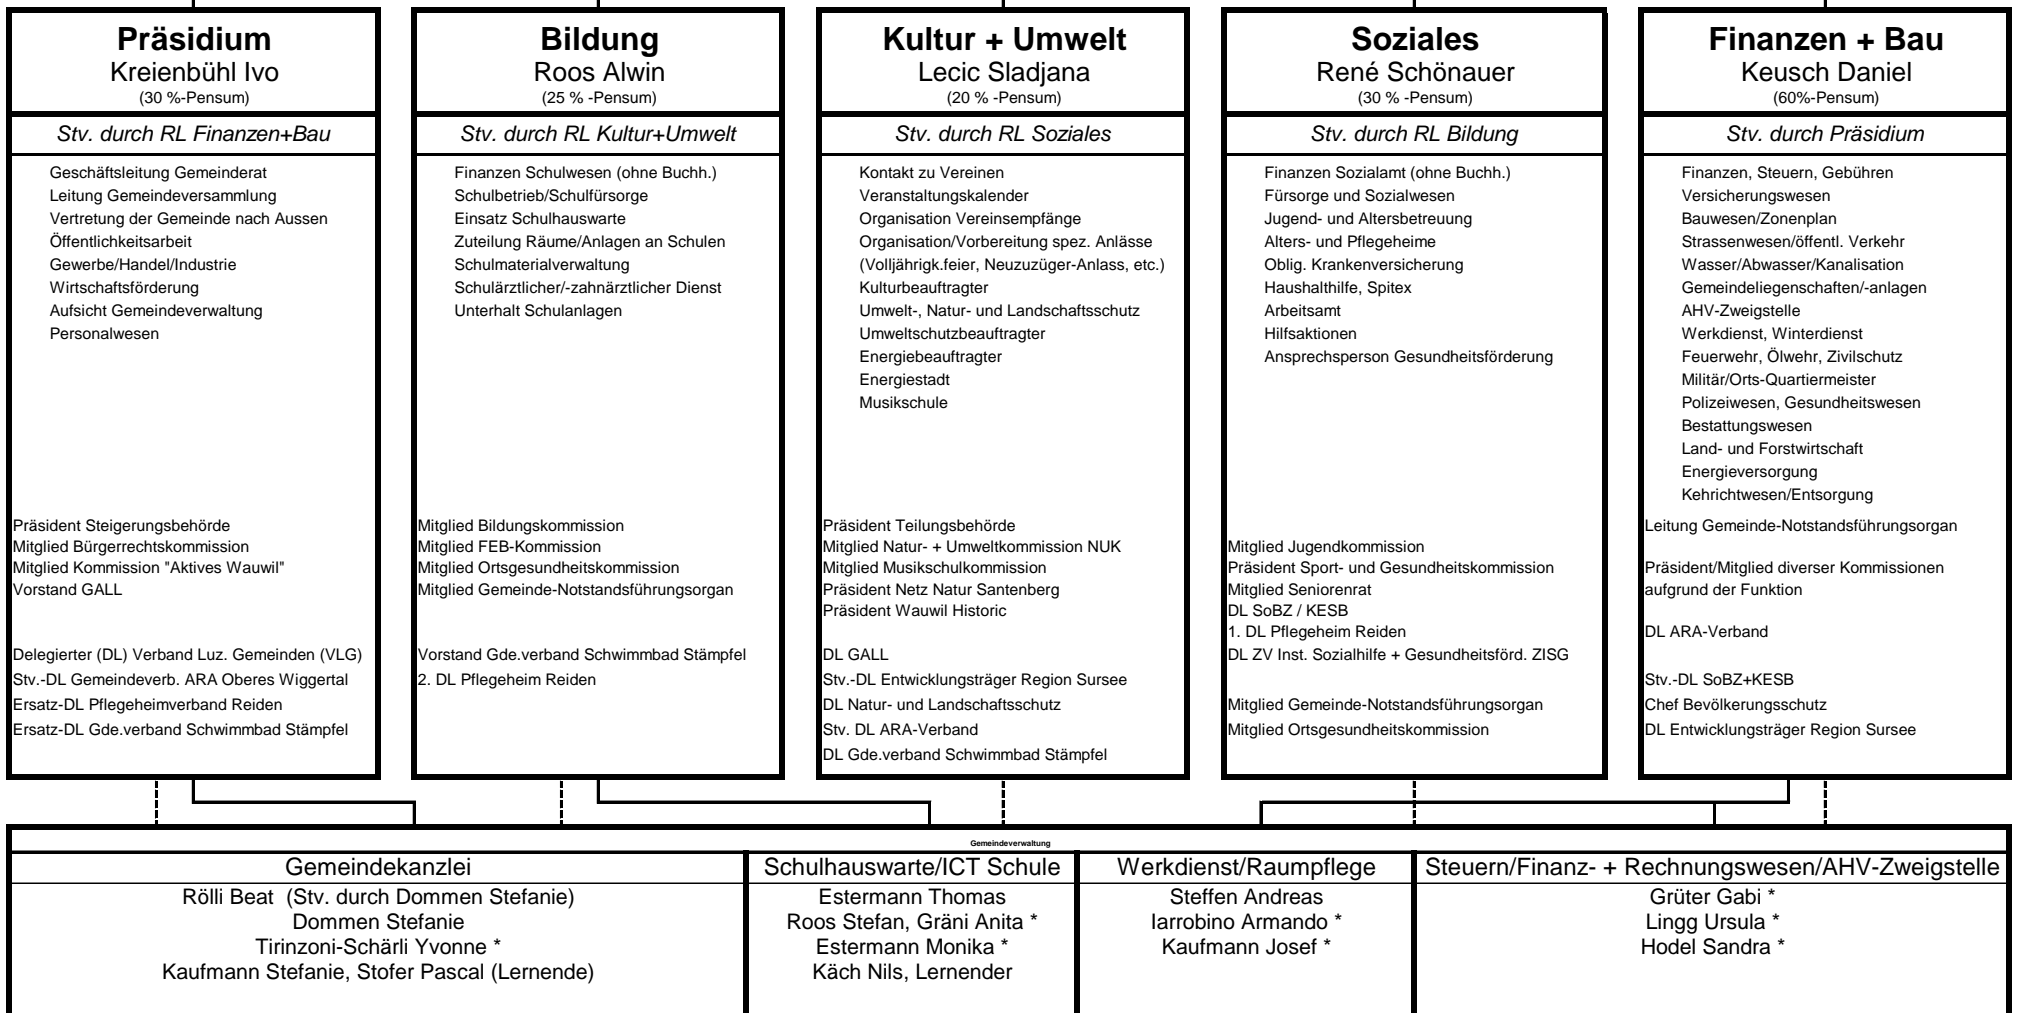 Präsidium
Kreienbühl Ivo
(30 %-Pensum)
Stv. durch RL Finanzen+Bau
Geschäftsleitung Gemeinderat
Leitung Gemeindeversammlung
Vertretung der Gemeinde nach Aussen
Öffentlichkeitsarbeit
Gewerbe/Handel/Industrie
Wirtschaftsförderung
Aufsicht Gemeindeverwaltung
Personalwesen
Präsident Steigerungsbehörde
Mitglied Bürgerrechtskommission
Mitglied Kommission "Aktives Wauwil"
Vorstand GALL
Delegierter (DL) Verband Luz. Gemeinden (VLG)
Stv.-DL Gemeindeverb. ARA Oberes Wiggertal
Ersatz-DL Pflegeheimverband Reiden
Ersatz-DL Gde.verband Schwimmbad Stämpfel
Bildung
Roos Alwin
(25 % -Pensum)
Stv. durch RL Kultur+Umwelt
Finanzen Schulwesen (ohne Buchh.)
Schulbetrieb/Schulfürsorge
Einsatz Schulhauswarte
Zuteilung Räume/Anlagen an Schulen
Schulmaterialverwaltung
Schulärztlicher/-zahnärztlicher Dienst
Unterhalt Schulanlagen
Mitglied Bildungskommission
Mitglied FEB-Kommission
Mitglied Ortsgesundheitskommission
Mitglied Gemeinde-Notstandsführungsorgan
Vorstand Gde.verband Schwimmbad Stämpfel
2. DL Pflegeheim Reiden
Kultur + Umwelt
Lecic Sladjana
(20 % -Pensum)
Stv. durch RL Soziales
Kontakt zu Vereinen
Veranstaltungskalender
Organisation Vereinsempfänge
Organisation/Vorbereitung spez. Anlässe
(Volljährigk.feier, Neuzuzüger-Anlass, etc.)
Kulturbeauftragter
Umwelt-, Natur- und Landschaftsschutz
Umweltschutzbeauftragter
Energiebeauftragter
Energiestadt
Musikschule
Präsident Teilungsbehörde
Mitglied Natur- + Umweltkommission NUK
Mitglied Musikschulkommission
Präsident Netz Natur Santenberg
Präsident Wauwil Historic
DL GALL
Stv.-DL Entwicklungsträger Region Sursee
DL Natur- und Landschaftsschutz
Stv. DL ARA-Verband
DL Gde.verband Schwimmbad Stämpfel
Soziales
René Schönauer
(30 % -Pensum)
Stv. durch RL Bildung
Finanzen Sozialamt (ohne Buchh.)
Fürsorge und Sozialwesen
Jugend- und Altersbetreuung
Alters- und Pflegeheime
Oblig. Krankenversicherung
Haushalthilfe, Spitex
Arbeitsamt
Hilfsaktionen
Ansprechsperson Gesundheitsförderung
Mitglied Jugendkommission
Präsident Sport- und Gesundheitskommission
Mitglied Seniorenrat
DL SoBZ / KESB
1. DL Pflegeheim Reiden
DL ZV Inst. Sozialhilfe + Gesundheitsförd. ZISG
Mitglied Gemeinde-Notstandsführungsorgan
Mitglied Ortsgesundheitskommission
Finanzen + Bau
Keusch Daniel
(60%-Pensum)
Stv. durch Präsidium
Finanzen, Steuern, Gebühren
Versicherungswesen
Bauwesen/Zonenplan
Strassenwesen/öffentl. Verkehr
Wasser/Abwasser/Kanalisation
Gemeindeliegenschaften/-anlagen
AHV-Zweigstelle
Werkdienst, Winterdienst
Feuerwehr, Ölwehr, Zivilschutz
Militär/Orts-Quartiermeister
Polizeiwesen, Gesundheitswesen
Bestattungswesen
Land- und Forstwirtschaft
Energieversorgung
Kehrichtwesen/Entsorgung
Leitung Gemeinde-Notstandsführungsorgan
Präsident/Mitglied diverser Kommissionen
aufgrund der Funktion
DL ARA-Verband
Stv.-DL SoBZ+KESB
Chef Bevölkerungsschutz
DL Entwicklungsträger Region Sursee
Gemeindeverwaltung
Gemeindekanzlei
Rölli Beat (Stv. durch Dommen Stefanie)
Dommen Stefanie
Tirinzoni-Schärli Yvonne *
Kaufmann Stefanie, Stofer Pascal (Lernende)
Schulhauswarte/ICT Schule
Estermann Thomas
Roos Stefan, Gräni Anita *
Estermann Monika *
Käch Nils, Lernender
Werkdienst/Raumpflege
Steffen Andreas
Iarrobino Armando *
Kaufmann Josef *
Steuern/Finanz- + Rechnungswesen/AHV-Zweigstelle
Grüter Gabi *
Lingg Ursula *
Hodel Sandra *